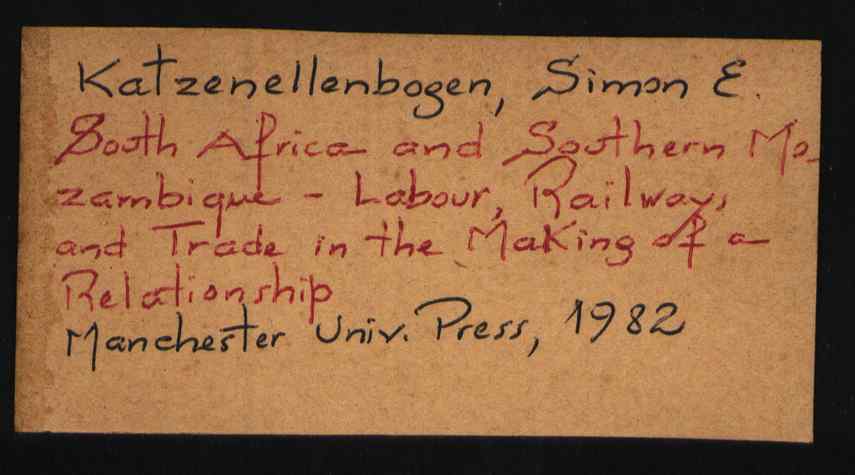 Katzenellenbogen, Simon E.
South Africa and Southern Mo-
zambique - Labour, Railways
and Trade in the Making of a
Relationship
Manchester Univ. Press, 1982